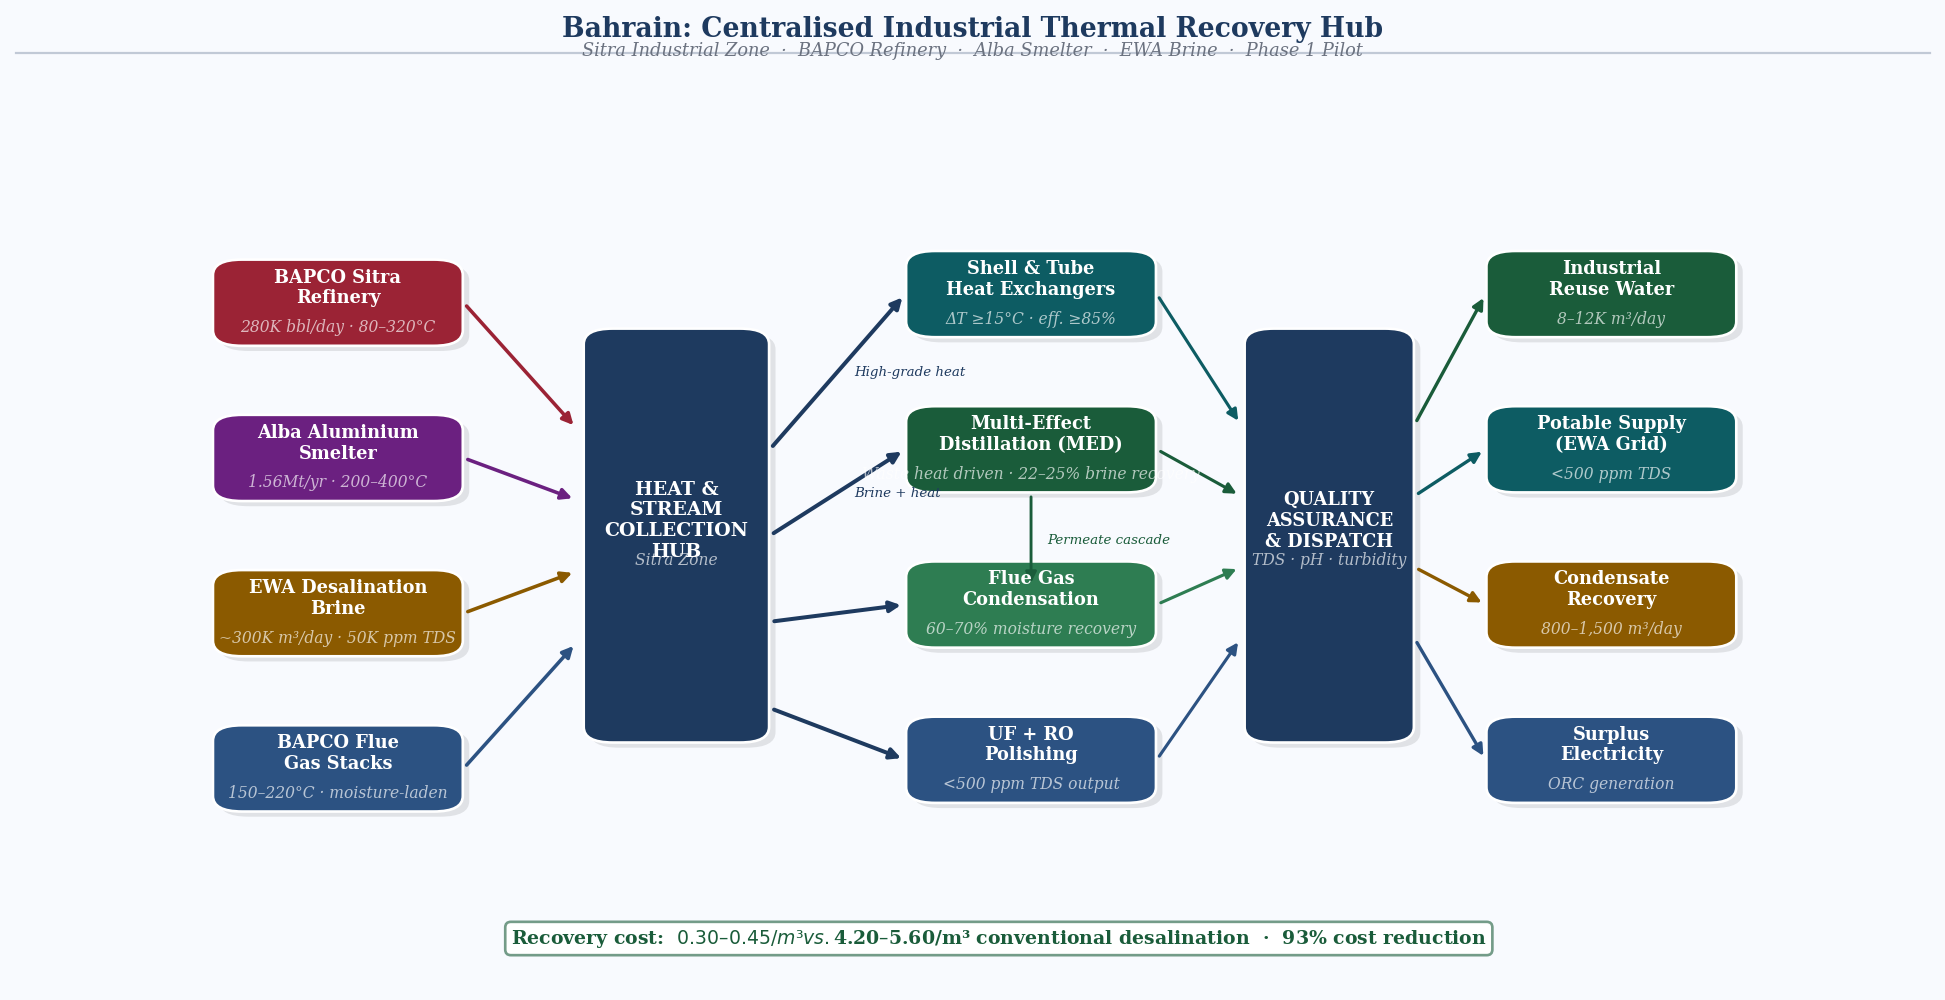 Bahrain: Centralised Industrial Thermal Recovery Hub
Sitra Industrial Zone · BAPCO Refinery · Alba Smelter · EWA Brine · Phase 1 Pilot
BAPCO Sitra
Refinery
280K bbl/day · 80–320°C
Alba Aluminium
Smelter
1.56Mt/yr · 200–400°C
EWA Desalination
Brine
~300K m³/day · 50K ppm TDS
BAPCO Flue
Gas Stacks
150–220°C · moisture-laden
HEAT &
STREAM
COLLECTION
HUB
Sitra Zone
High-grade heat
Brine + heat
Shell & Tube
Heat Exchangers
ΔT ≥15°C · eff. ≥85%
Multi-Effect
Distillation (MED)
heat driven · 22–25% brine
Permeate cascade
Flue Gas
Condensation
60–70% moisture recovery
UF + RO
Polishing
<500 ppm TDS output
QUALITY
ASSURANCE
& DISPATCH
TDS · pH · turbidity
Industrial
Reuse Water
8–12K m³/day
Potable Supply
(EWA Grid)
<500 ppm TDS
Condensate
Recovery
800–1,500 m³/day
Surplus
Electricity
ORC generation
Recovery cost: 0.30–0.45/m³vs.4.20–5.60/m³ conventional desalination · 93% cost reduction